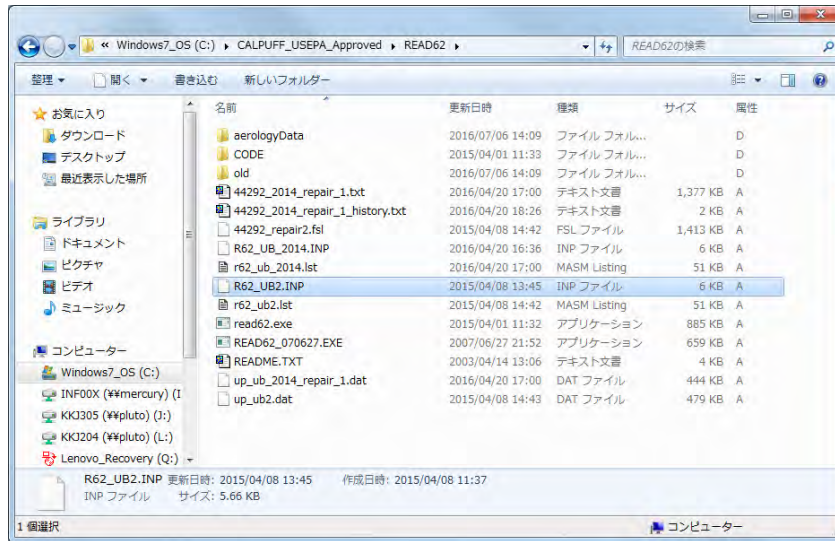 « Windows7_OS (C:) ▸ CALPUFF_USEPA_Approved ▸ READ62 ▸ READ62の検索
整理 開く 書き込む 新しいフォルダー
お気に入り
ダウンロード
デスクトップ
最近表示した場所
ライブラリ
ドキュメント
ピクチャ
ビデオ
ミュージック
コンピューター
Windows7_OS (C:)
INF00X (¥¥mercury) (I
KKJ305 (¥¥pluto) (J:)
KKJ204 (¥¥pluto) (L:)
Lenovo_Recovery (Q:)
名前 更新日時 種類 サイズ 属性
aerologyData 2016/07/06 14:09 ファイル フォル... D
CODE 2015/04/01 11:33 ファイル フォル... D
old 2016/07/06 14:09 ファイル フォル... D
44292_2014_repair_1.txt 2016/04/20 17:00 テキスト文書 1,377 KB A
44292_2014_repair_1_history.txt 2016/04/20 18:26 テキスト文書 2 KB A
44292_repair2.fsl 2015/04/08 14:42 FSL ファイル 1,413 KB A
R62_UB_2014.INP 2016/04/20 16:36 INP ファイル 6 KB A
r62_ub_2014.lst 2016/04/20 17:00 MASM Listing 51 KB A
R62_UB2.INP 2015/04/08 13:45 INP ファイル 6 KB A
r62_ub2.lst 2015/04/08 14:42 MASM Listing 51 KB A
read62.exe 2015/04/01 11:32 アプリケーション 885 KB A
READ62_070627.EXE 2007/06/27 21:52 アプリケーション 659 KB A
README.TXT 2003/04/14 13:06 テキスト文書 4 KB A
up_ub_2014_repair_1.dat 2016/04/20 17:00 DAT ファイル 444 KB A
up_ub2.dat 2015/04/08 14:43 DAT ファイル 479 KB A
R62_UB2.INP 更新日時: 2015/04/08 13:45 作成日時: 2015/04/08 11:37
INP ファイル サイズ: 5.66 KB
1 個選択 コンピューター